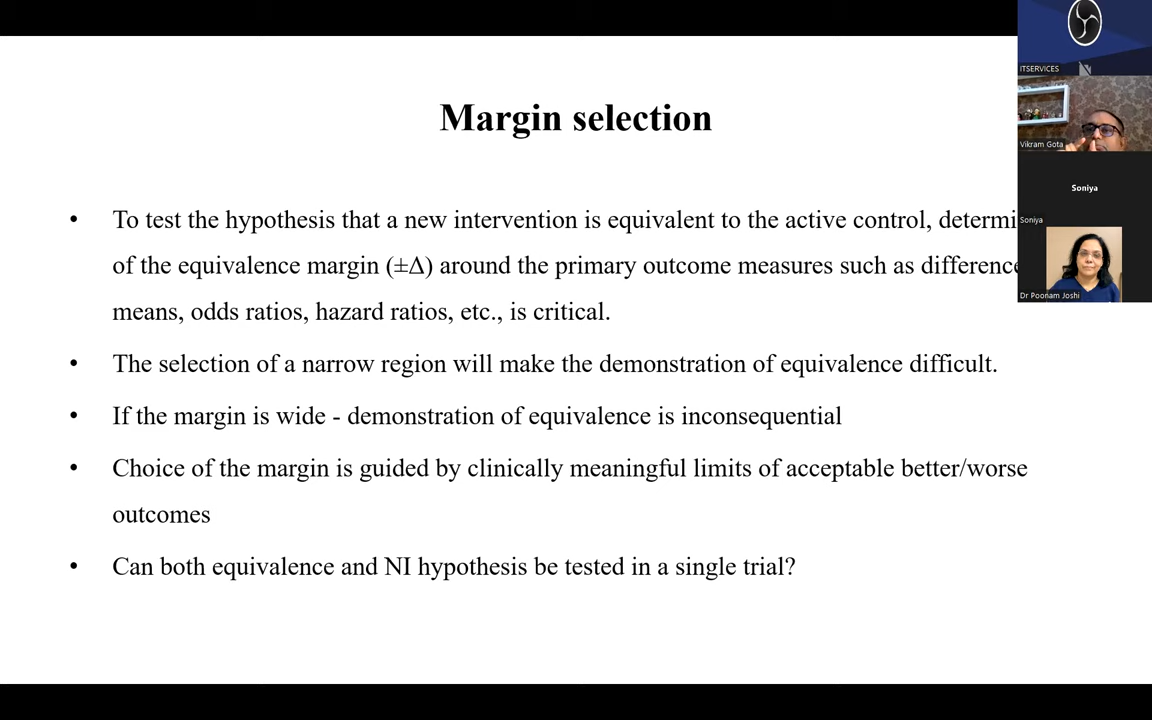 Margin selection
• To test the hypothesis that a new intervention is equivalent to the active control,
of the equivalence margin (±Δ) around the primary outcome measures such as
means, odds ratios, hazard ratios, etc., is critical.
• The selection of a narrow region will make the demonstration of equivalence difficult.
• If the margin is wide - demonstration of equivalence is inconsequential
• Choice of the margin is guided by clinically meaningful limits of acceptable better/worse
outcomes
• Can both equivalence and NI hypothesis be tested in a single trial?
ITSERVICES
Vikram Gota
Soniya
Soniya
Dr Poonam Joshi